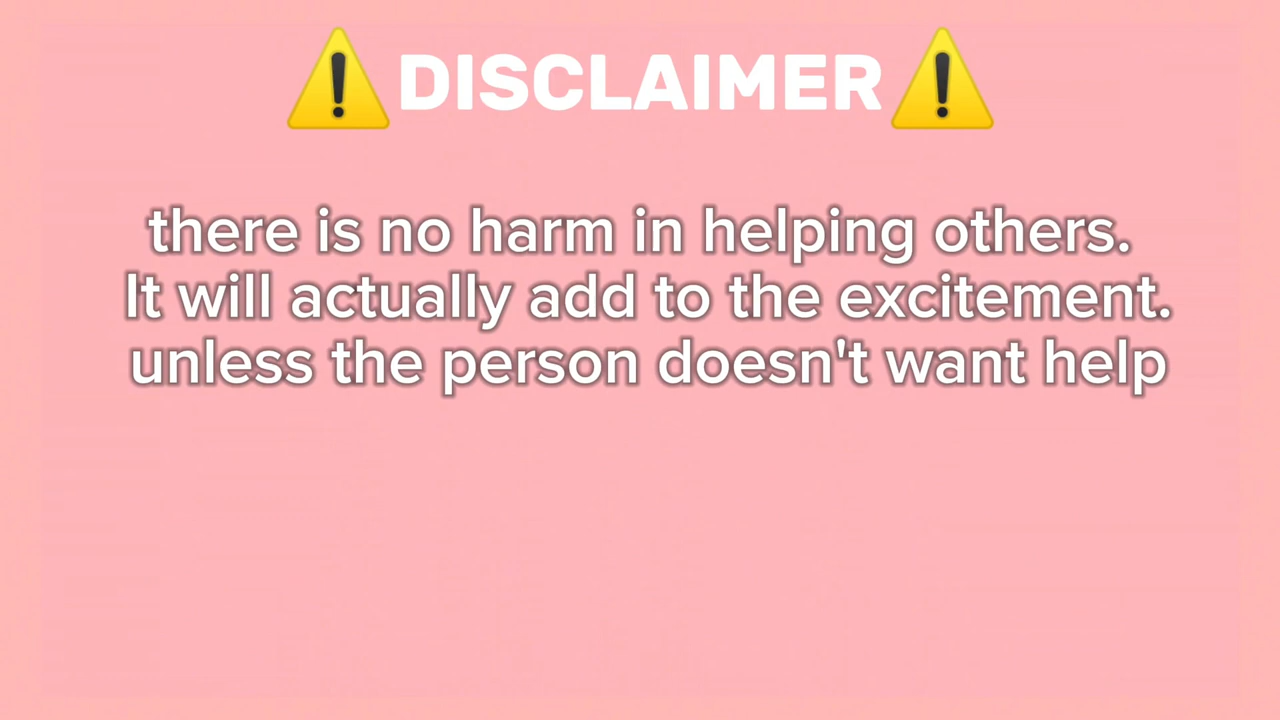 ⚠️DISCLAIMER⚠️
there is no harm in helping others.
It will actually add to the excitement.
unless the person doesn't want help